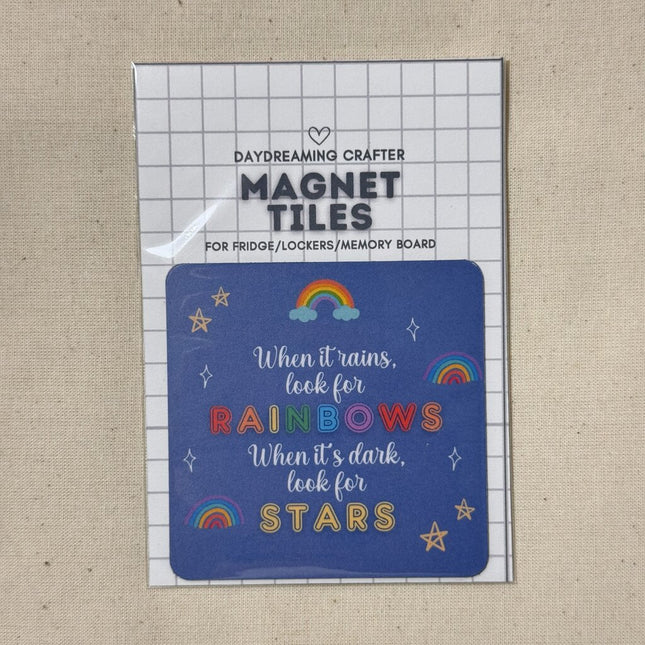 DAYDREAMING CRAFTER
MAGNET
TILES
FOR FRIDGE/LOCKERS/MEMORY BOARD
When it rains,
look for
RAINBOWS
When it's dark,
look for
STARS